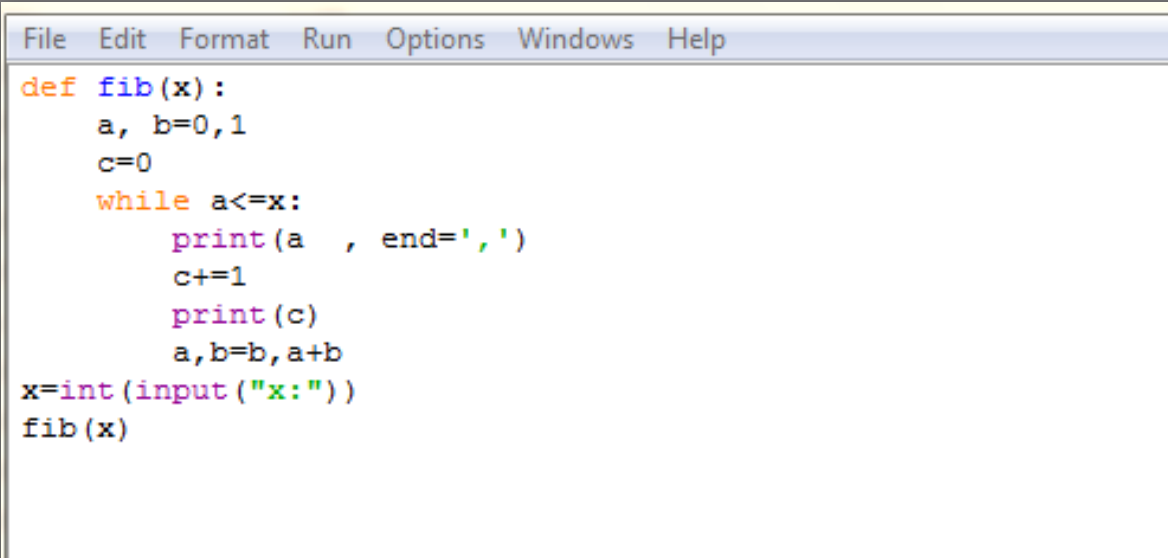 File Edit Format Run Options Windows Help
def fib(x):
    a, b=0,1
    c=0
    while a<=x:
        print(a  , end=',')
        c+=1
        print(c)
        a,b=b,a+b
x=int(input("x:"))
fib(x)